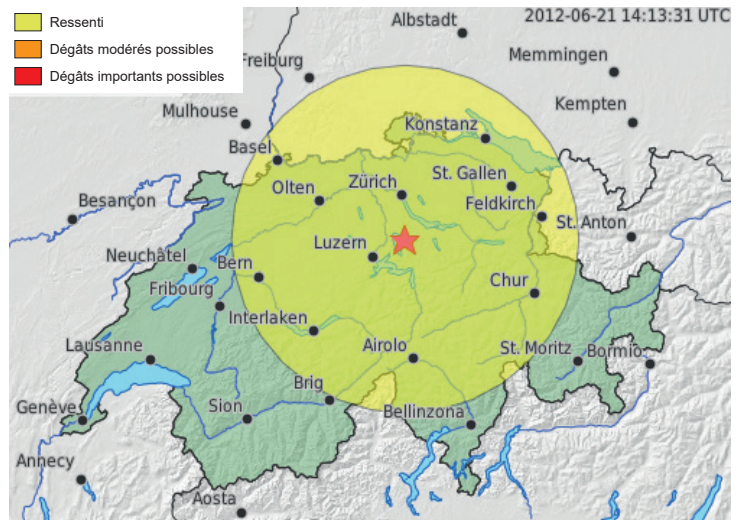 Ressenti
Dégâts modérés possibles
Dégâts importants possibles
2012-06-21 14:13:31 UTC
Albstadt
Memmingen
Freiburg
Kempten
Mulhouse
Konstanz
Basel
St. Gallen
Zürich
Olten
Besançon
Feldkirch
St. Anton
Luzern
Neuchâtel
Bern
Chur
Fribourg
Interlaken
Lausanne
Airolo
St. Moritz
Bormio
Brig
Genève
Sion
Bellinzona
Annecy
Aosta